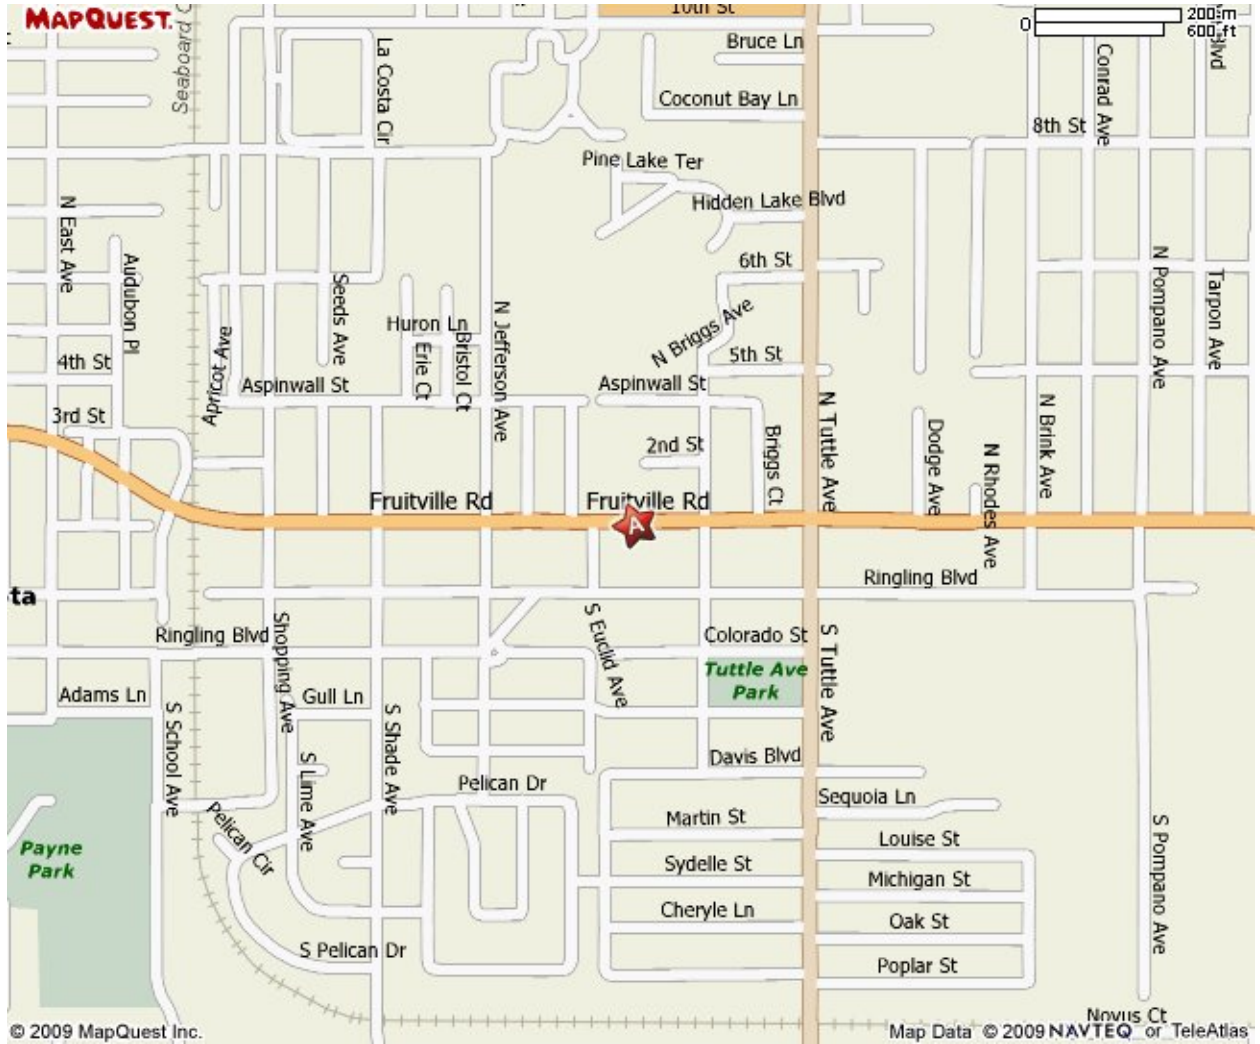 MAPQUEST.
10th St
0
200 m
600 ft
Blvd
Seaboard C
La Costa Cir
Bruce Ln
Conrad Ave
Coconut Bay Ln
8th St
Pine Lake Ter
Hidden Lake Blvd
N East Ave
Audubon Pl
6th St
N Pompano Ave
Tarpon Ave
Seeds Ave
N Jefferson Ave
N Briggs Ave
Huron Ln
Erie Ct
Bristol Ct
4th St
5th St
Apricot Ave
Aspinwall St
Aspinwall St
3rd St
N Tuttle Ave
N Brink Ave
Dodge Ave
2nd St
Briggs Ct
N Rhodes Ave
Fruitville Rd
Fruitville Rd
A
Ringling Blvd
ta
Ringling Blvd
Shopping Ave
S Euclid Ave
Colorado St
S Tuttle Ave
Tuttle Ave
Park
Adams Ln
Gull Ln
S School Ave
S Shade Ave
S Lime Ave
Davis Blvd
Pelican Dr
Sequoia Ln
Pelican Cir
Martin St
Louise St
S Pompano Ave
Payne
Park
Sydelle St
Michigan St
Cheryle Ln
Oak St
S Pelican Dr
Poplar St
Novus Ct
© 2009 MapQuest Inc.
Map Data © 2009 NAVTEQ or TeleAtlas